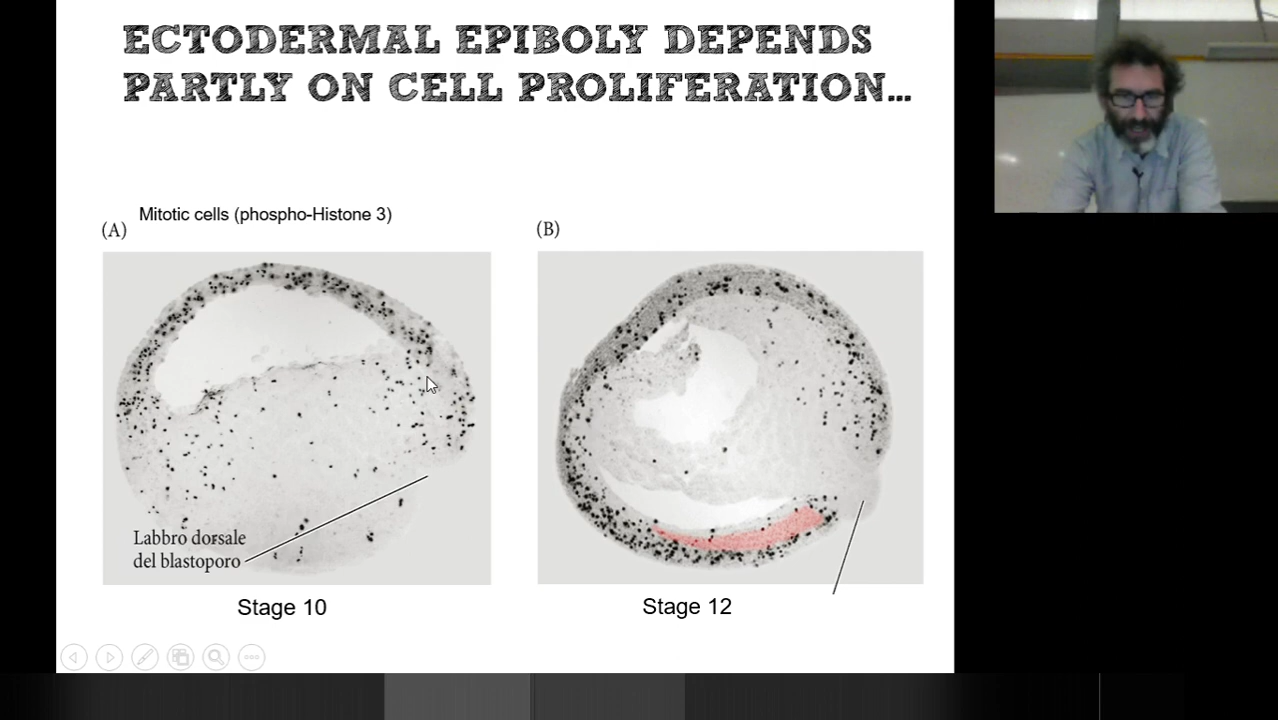 ECTODERMAL EPIBOLY DEPENDS
PARTLY ON CELL PROLIFERATION...
Mitotic cells (phospho-Histone 3)
(A)
(B)
Labbro dorsale
del blastoporo
Stage 10
Stage 12